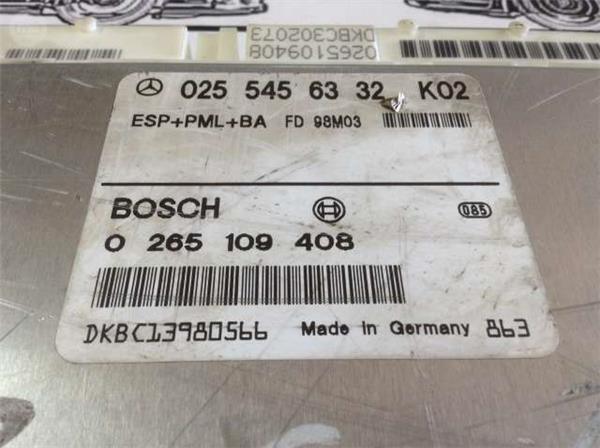 0265109408
DKBC302073
025 545 63 32 K02
ESP+PML+BA FD 98M03
BOSCH
085
0 265 109 408
DKBC13980566 Made in Germany 863